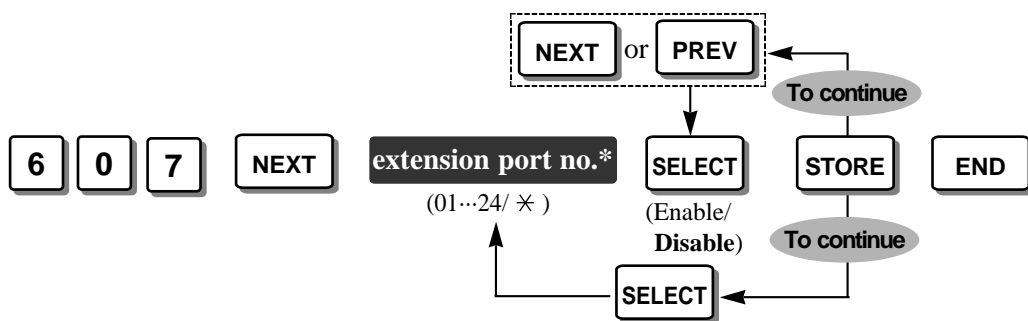 NEXT or PREV
To continue
6 0 7 NEXT extension port no.* SELECT STORE END
(01···24/ ✳ )
(Enable/
Disable)
To continue
SELECT